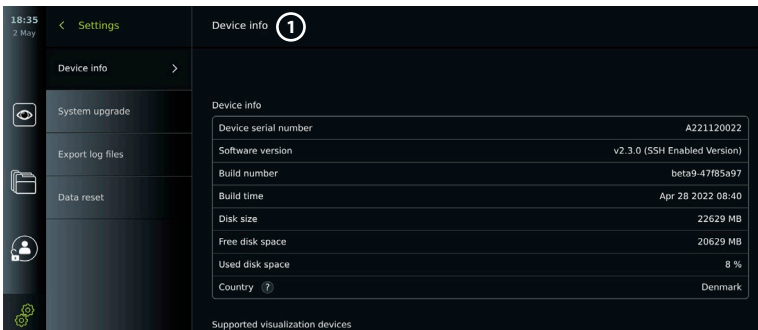 18:35
2 May
Settings
Device info
System upgrade
Export log files
Data reset
Device info 1
Device info
Device serial number A221120022
Software version v2.3.0 (SSH Enabled Version)
Build number beta9-47f85a97
Build time Apr 28 2022 08:40
Disk size 22629 MB
Free disk space 20629 MB
Used disk space 8 %
Country ? Denmark
Supported visualization devices